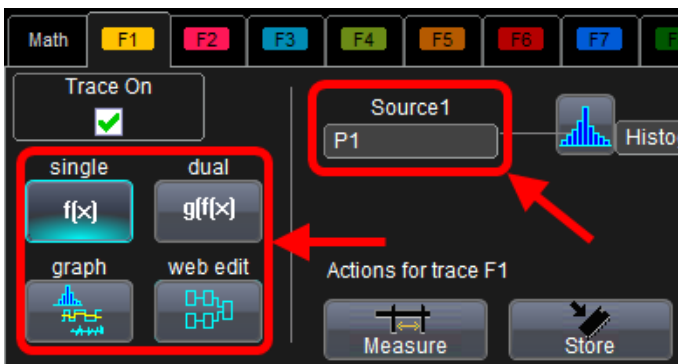 Math F1 F2 F3 F4 F5 F6 F7
Trace On
Source1
P1
Histo
single dual
f(x) g(f(x)
graph web edit
Actions for trace F1
Measure Store